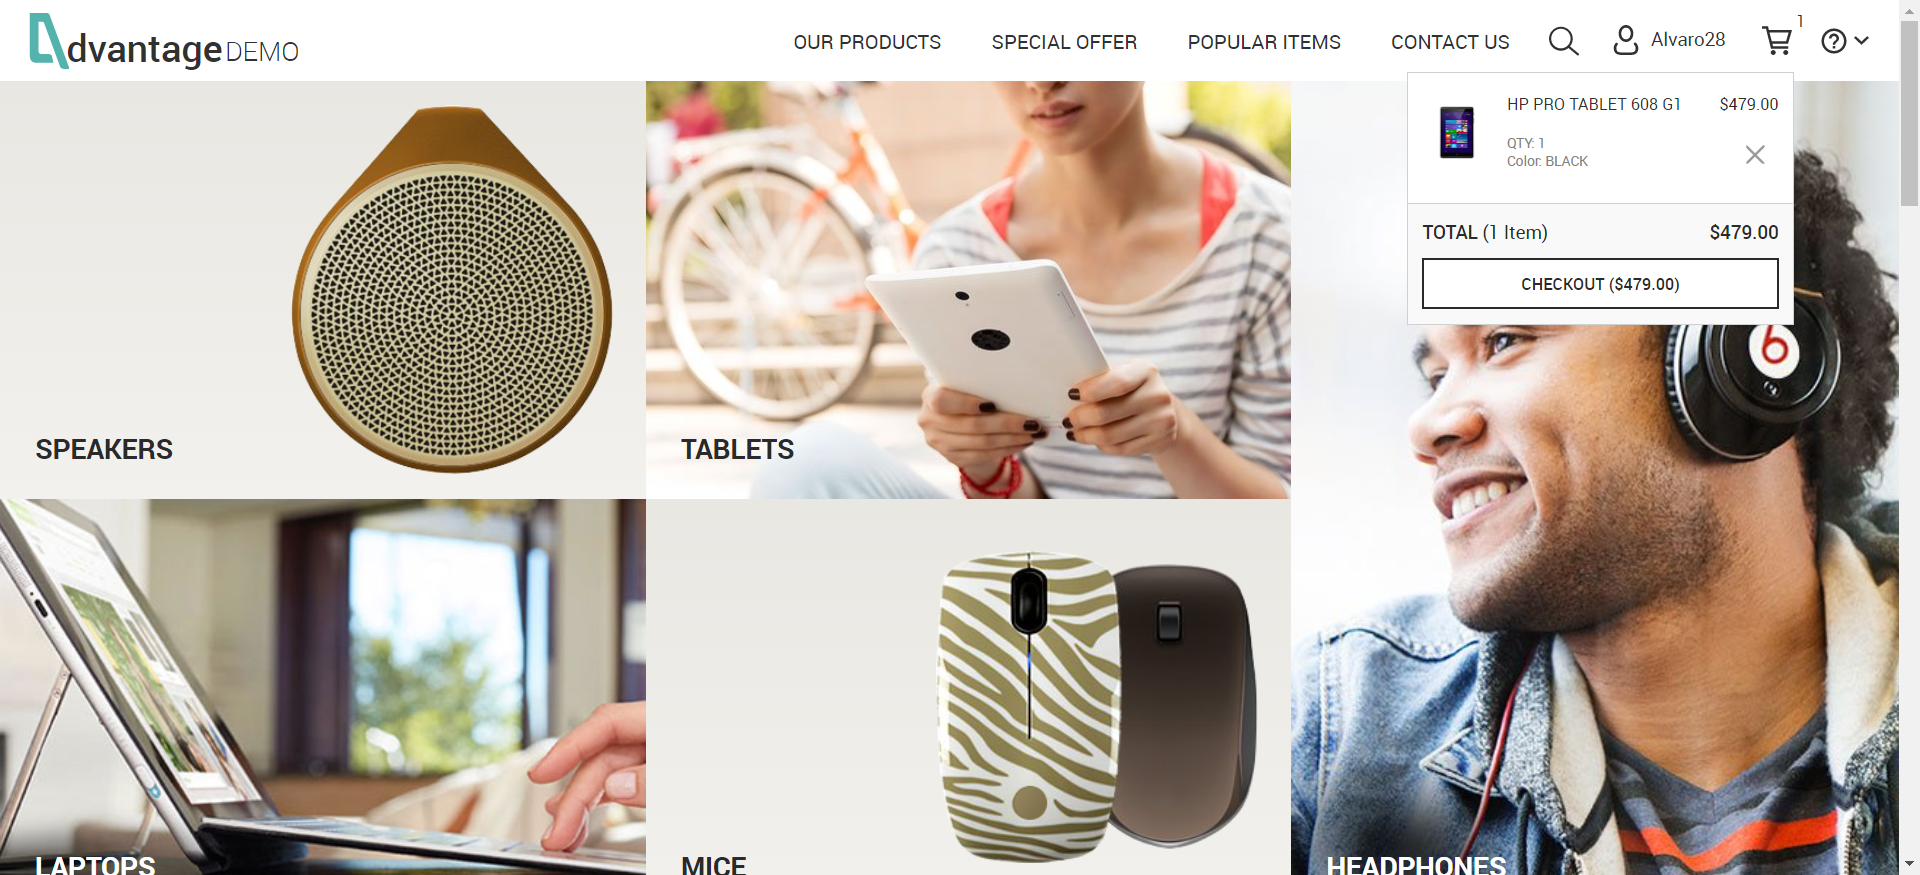 dvantage DEMO
OUR PRODUCTS
SPECIAL OFFER
POPULAR ITEMS
CONTACT US
Alvaro28
1
HP PRO TABLET 608 G1
$479.00
QTY: 1
Color: BLACK
TOTAL (1 Item)
$479.00
CHECKOUT ($479.00)
SPEAKERS
TABLETS
LAPTOPS
MICE
HEADPHONES